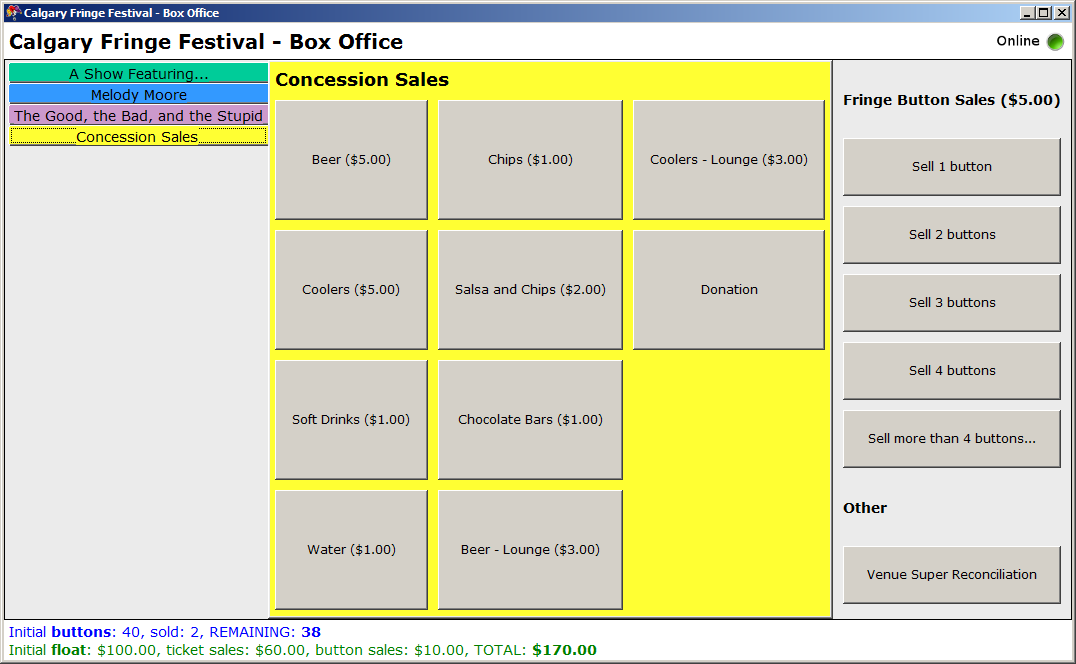 Calgary Fringe Festival - Box Office
Calgary Fringe Festival - Box Office
Online
A Show Featuring...
Melody Moore
The Good, the Bad, and the Stupid
Concession Sales
Concession Sales
Beer ($5.00)
Chips ($1.00)
Coolers - Lounge ($3.00)
Coolers ($5.00)
Salsa and Chips ($2.00)
Donation
Soft Drinks ($1.00)
Chocolate Bars ($1.00)
Water ($1.00)
Beer - Lounge ($3.00)
Fringe Button Sales ($5.00)
Sell 1 button
Sell 2 buttons
Sell 3 buttons
Sell 4 buttons
Sell more than 4 buttons...
Other
Venue Super Reconciliation
Initial buttons: 40, sold: 2, REMAINING: 38
Initial float: $100.00, ticket sales: $60.00, button sales: $10.00, TOTAL: $170.00